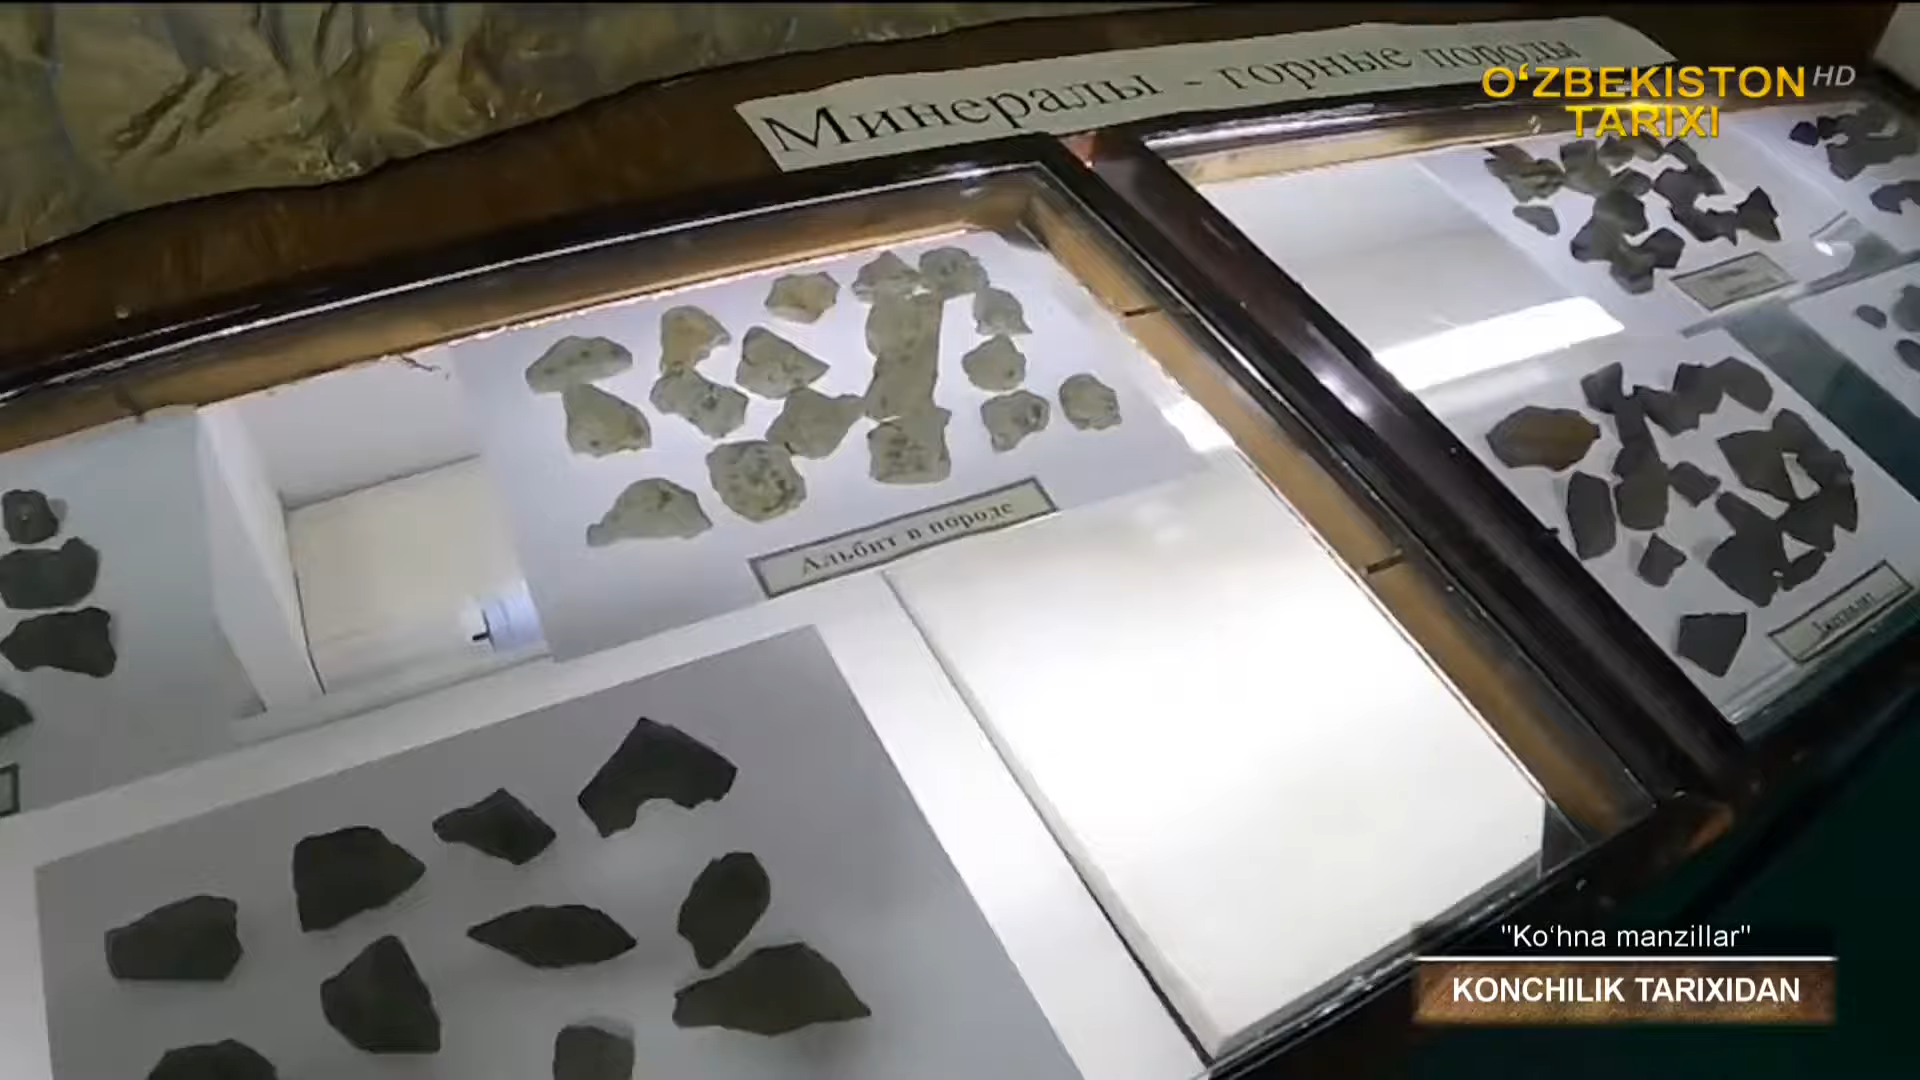 Минералы - горные породы
O‘ZBEKISTON HD
TARIXI
Альбит в породе
"Ko‘hna manzillar"
KONCHILIK TARIXIDAN